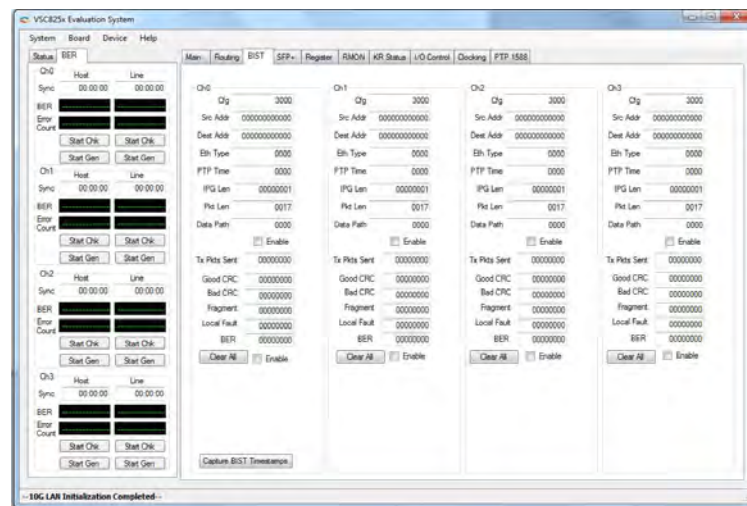 VSC825x Evaluation System
System Board Device Help
Status BER
Ch0
Host Line
Sync 00:00:00 00:00:00
BER
Error Count
Start Chk Start Chk
Start Gen Start Gen
Ch1
Host Line
Sync 00:00:00 00:00:00
BER
Error Count
Start Chk Start Chk
Start Gen Start Gen
Ch2
Host Line
Sync 00:00:00 00:00:00
BER
Error Count
Start Chk Start Chk
Start Gen Start Gen
Ch3
Host Line
Sync 00:00:00 00:00:00
BER
Error Count
Start Chk Start Chk
Start Gen Start Gen
Main Routing BIST SFP+ Register RMON KR Status I/O Control Clocking PTP 1588
Ch0
Cfg 3000
Src Addr 000000000000
Dest Addr 000000000000
Eth Type 0000
PTP Time 0000
IPG Len 00000001
Pkt Len 0017
Data Path 0000
Enable
Tx Pkts Sent 00000000
Good CRC 00000000
Bad CRC 00000000
Fragment 00000000
Local Fault 00000000
BER 00000000
Clear All Enable
Ch1
Cfg 3000
Src Addr 000000000000
Dest Addr 000000000000
Eth Type 0000
PTP Time 0000
IPG Len 00000001
Pkt Len 0017
Data Path 0000
Enable
Tx Pkts Sent 00000000
Good CRC 00000000
Bad CRC 00000000
Fragment 00000000
Local Fault 00000000
BER 00000000
Clear All Enable
Ch2
Cfg 3000
Src Addr 000000000000
Dest Addr 000000000000
Eth Type 0000
PTP Time 0000
IPG Len 00000001
Pkt Len 0017
Data Path 0000
Enable
Tx Pkts Sent 00000000
Good CRC 00000000
Bad CRC 00000000
Fragment 00000000
Local Fault 00000000
BER 00000000
Clear All Enable
Ch3
Cfg 3000
Src Addr 000000000000
Dest Addr 000000000000
Eth Type 0000
PTP Time 0000
IPG Len 00000001
Pkt Len 0017
Data Path 0000
Enable
Tx Pkts Sent 00000000
Good CRC 00000000
Bad CRC 00000000
Fragment 00000000
Local Fault 00000000
BER 00000000
Clear All Enable
Capture BIST Timestamps
--10G LAN Initialization Completed--